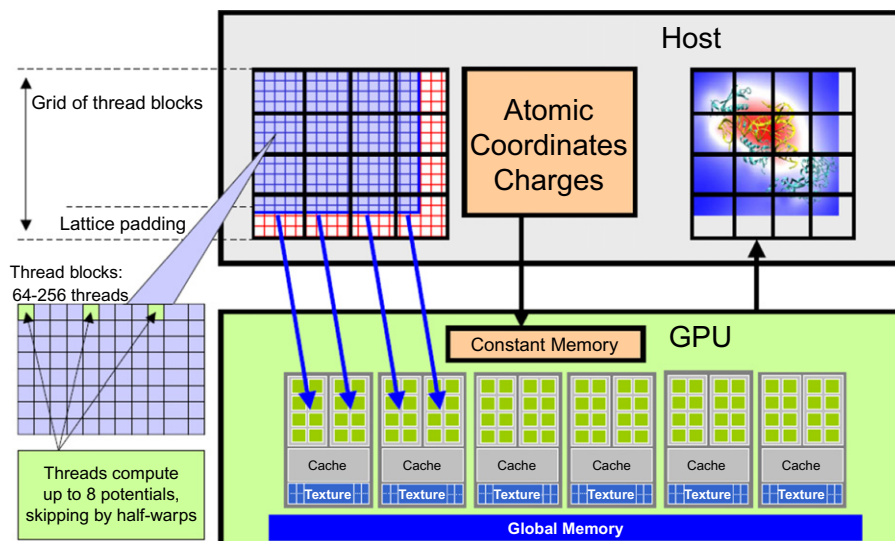 Host
Grid of thread blocks
Atomic
Coordinates
Charges
Lattice padding
Thread blocks:
64-256 threads
GPU
Constant Memory
Cache
Cache
Cache
Cache
Cache
Cache
Texture
Texture
Texture
Texture
Texture
Texture
Threads compute
up to 8 potentials,
skipping by half-warps
Global Memory